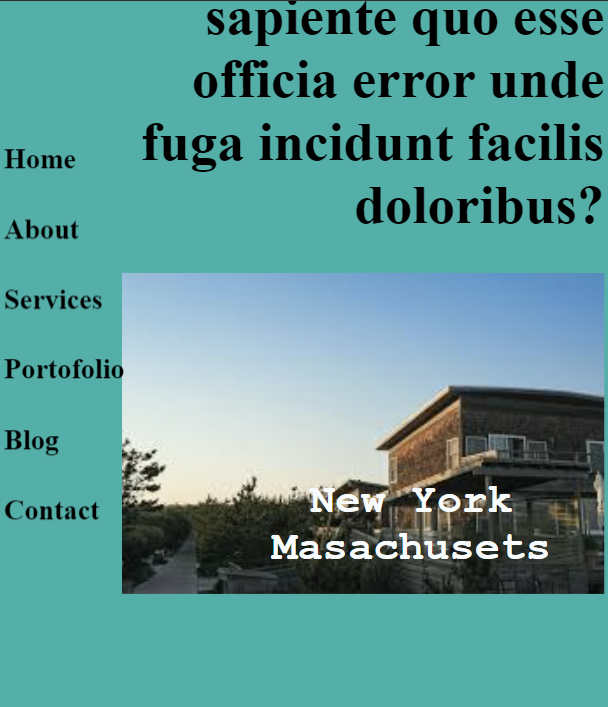 sapiente quo esse
officia error unde
fuga incidunt facilis
doloribus?
Home
About
Services
Portofolio
Blog
Contact
New York
Masachusets